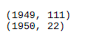 (1949, 111)
(1950, 22)